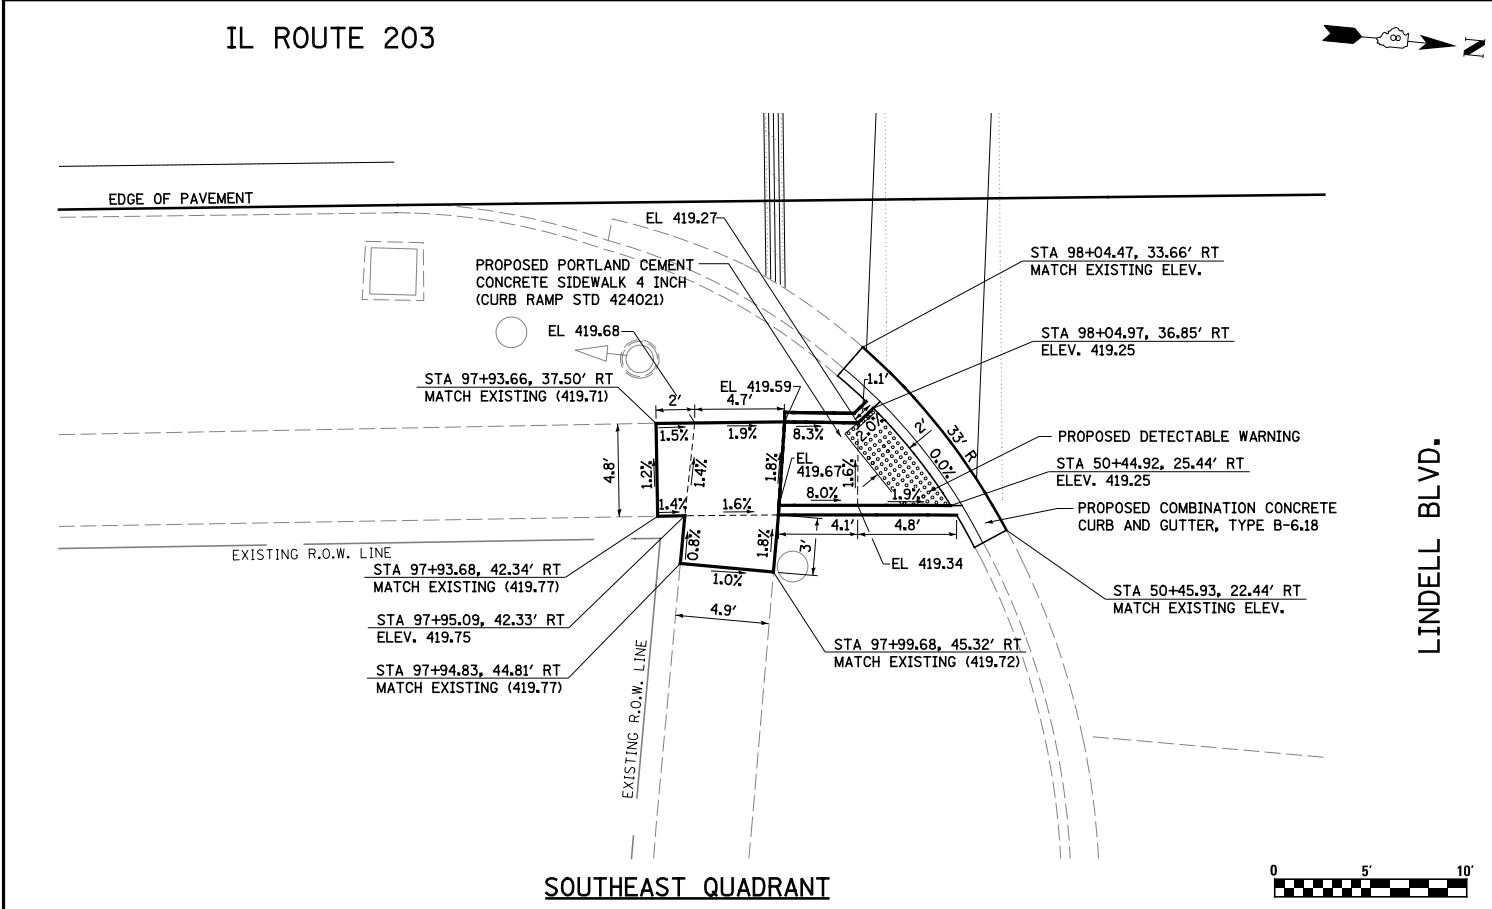 IL ROUTE 203
N
EDGE OF PAVEMENT
EL 419.27
PROPOSED PORTLAND CEMENT
CONCRETE SIDEWALK 4 INCH
(CURB RAMP STD 424021)
EL 419.68
STA 97+93.66, 37.50' RT
MATCH EXISTING (419.71)
2'
4.7'
EL 419.59
1.1'
STA 98+04.47, 33.66' RT
MATCH EXISTING ELEV.
STA 98+04.97, 36.85' RT
ELEV. 419.25
1.5%
1.9%
8.3%
2.0%
2'
33' R
0.0%
PROPOSED DETECTABLE WARNING
4.8'
1.2%
1.4%
1.8%
EL
419.67
1.6%
STA 50+44.92, 25.44' RT
ELEV. 419.25
1.4%
1.6%
8.0%
1.9%
PROPOSED COMBINATION CONCRETE
CURB AND GUTTER, TYPE B-6.18
4.1'
4.8'
EXISTING R.O.W. LINE
0.8%
1.8%
3'
EL 419.34
STA 97+93.68, 42.34' RT
MATCH EXISTING (419.77)
1.0%
STA 50+45.93, 22.44' RT
MATCH EXISTING ELEV.
4.9'
STA 97+95.09, 42.33' RT
ELEV. 419.75
STA 97+99.68, 45.32' RT
MATCH EXISTING (419.72)
STA 97+94.83, 44.81' RT
MATCH EXISTING (419.77)
EXISTING R.O.W. LINE
LINDELL BLVD.
SOUTHEAST QUADRANT
0 5' 10'